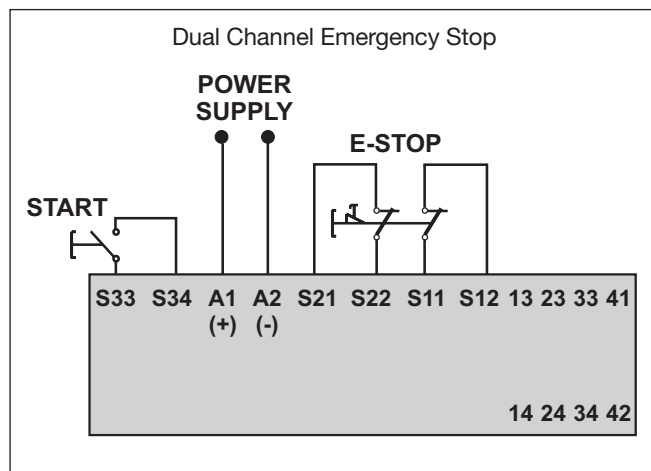 Dual Channel Emergency Stop
POWER
SUPPLY
E-STOP
START
S33 S34 A1 A2 S21 S22 S11 S12 13 23 33 41
(+) (-)
14 24 34 42